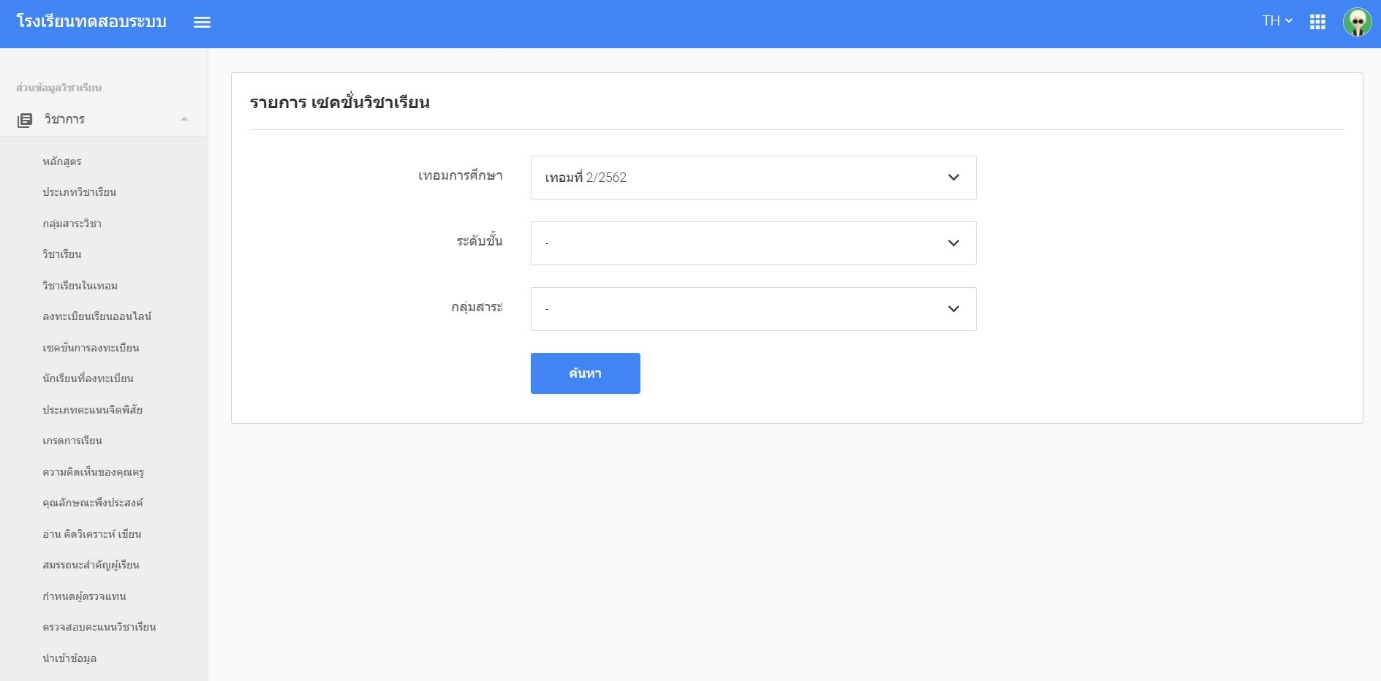 โรงเรียนทดสอบระบบ
TH
ส่วนข้อมูลวิชาเรียน
วิชาการ
หลักสูตร
ประเภทวิชาเรียน
กลุ่มสาระวิชา
วิชาเรียน
วิชาเรียนในเทอม
ลงทะเบียนเรียนออนไลน์
เซคชั่นการลงทะเบียน
นักเรียนที่ลงทะเบียน
ประเภทคะแนนจิตพิสัย
เกรดการเรียน
ความคิดเห็นของคุณครู
คุณลักษณะพึงประสงค์
อ่าน คิดวิเคราะห์ เขียน
สมรรถนะสำคัญผู้เรียน
กำหนดผู้ตรวจแทน
ตรวจสอบคะแนนวิชาเรียน
นำเข้าข้อมูล
รายการ เซคชั่นวิชาเรียน
เทอมการศึกษา เทอมที่ 2/2562
ระดับชั้น -
กลุ่มสาระ -
ค้นหา